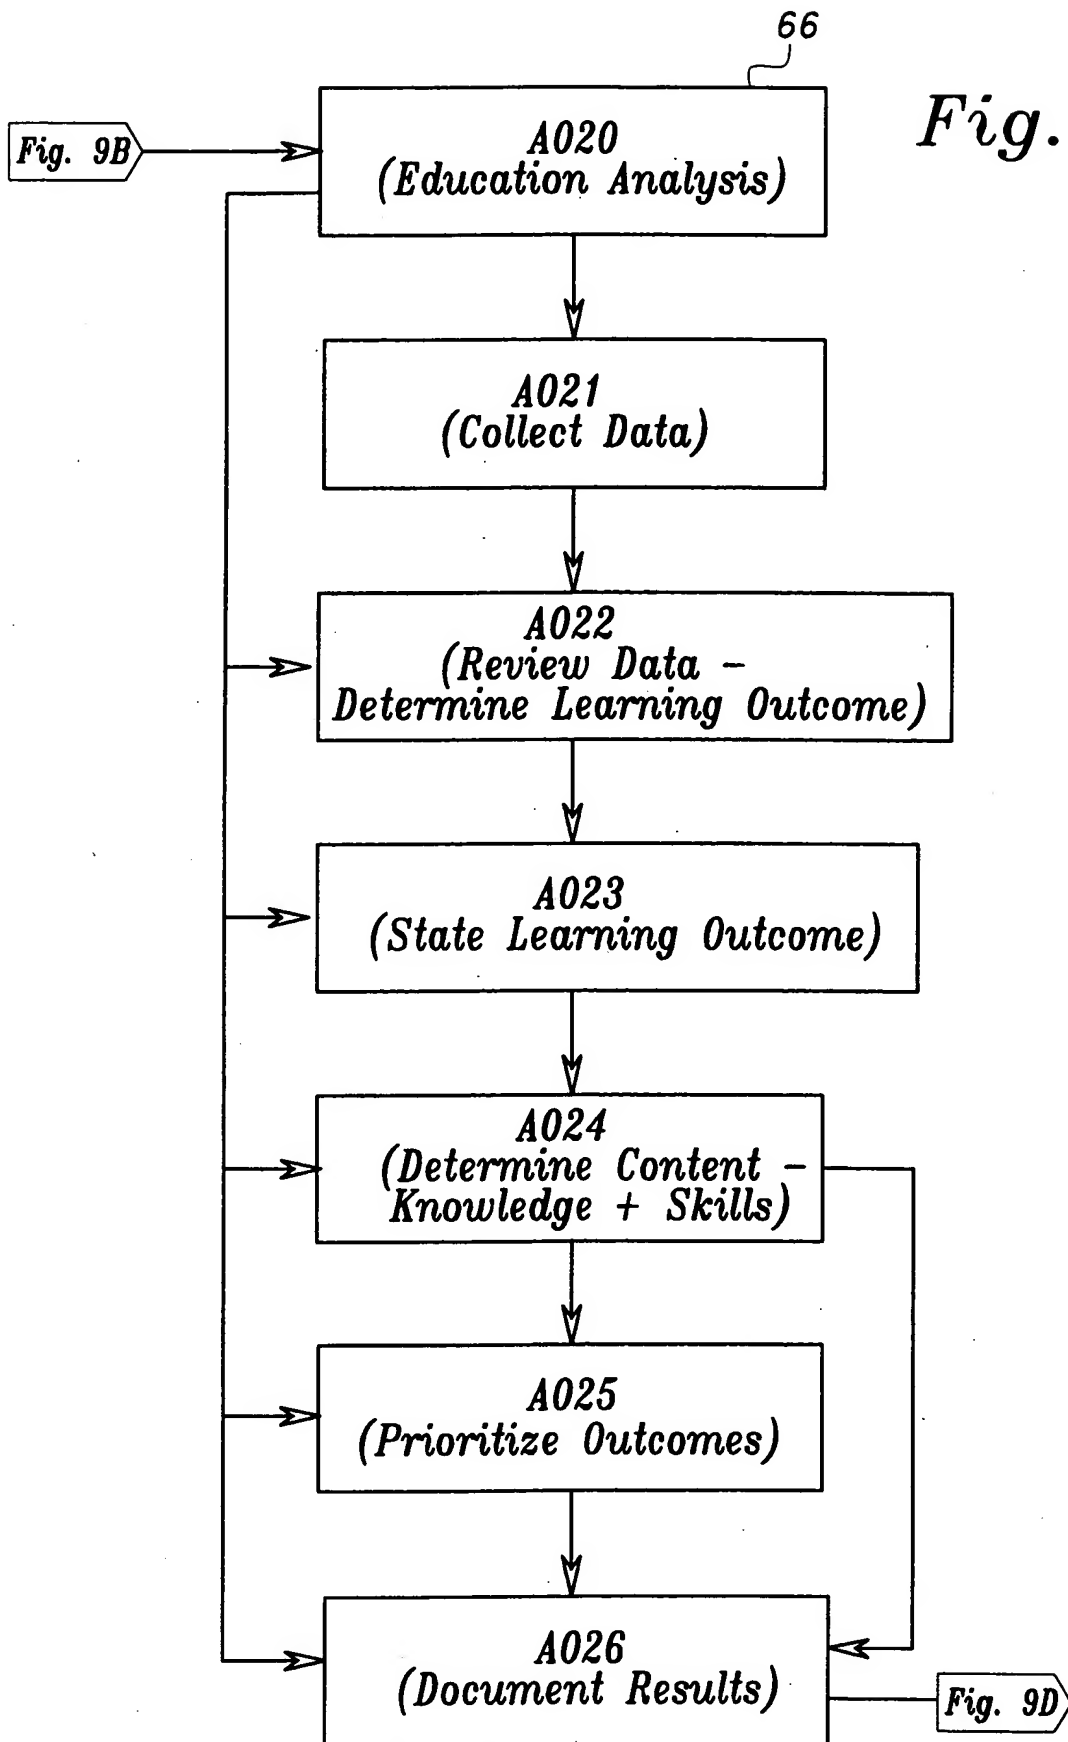 66
Fig.
Fig. 9B
A020
(Education Analysis)
A021
(Collect Data)
A022
(Review Data -
Determine Learning Outcome)
A023
(State Learning Outcome)
A024
(Determine Content -
Knowledge + Skills)
A025
(Prioritize Outcomes)
A026
(Document Results)
Fig. 9D